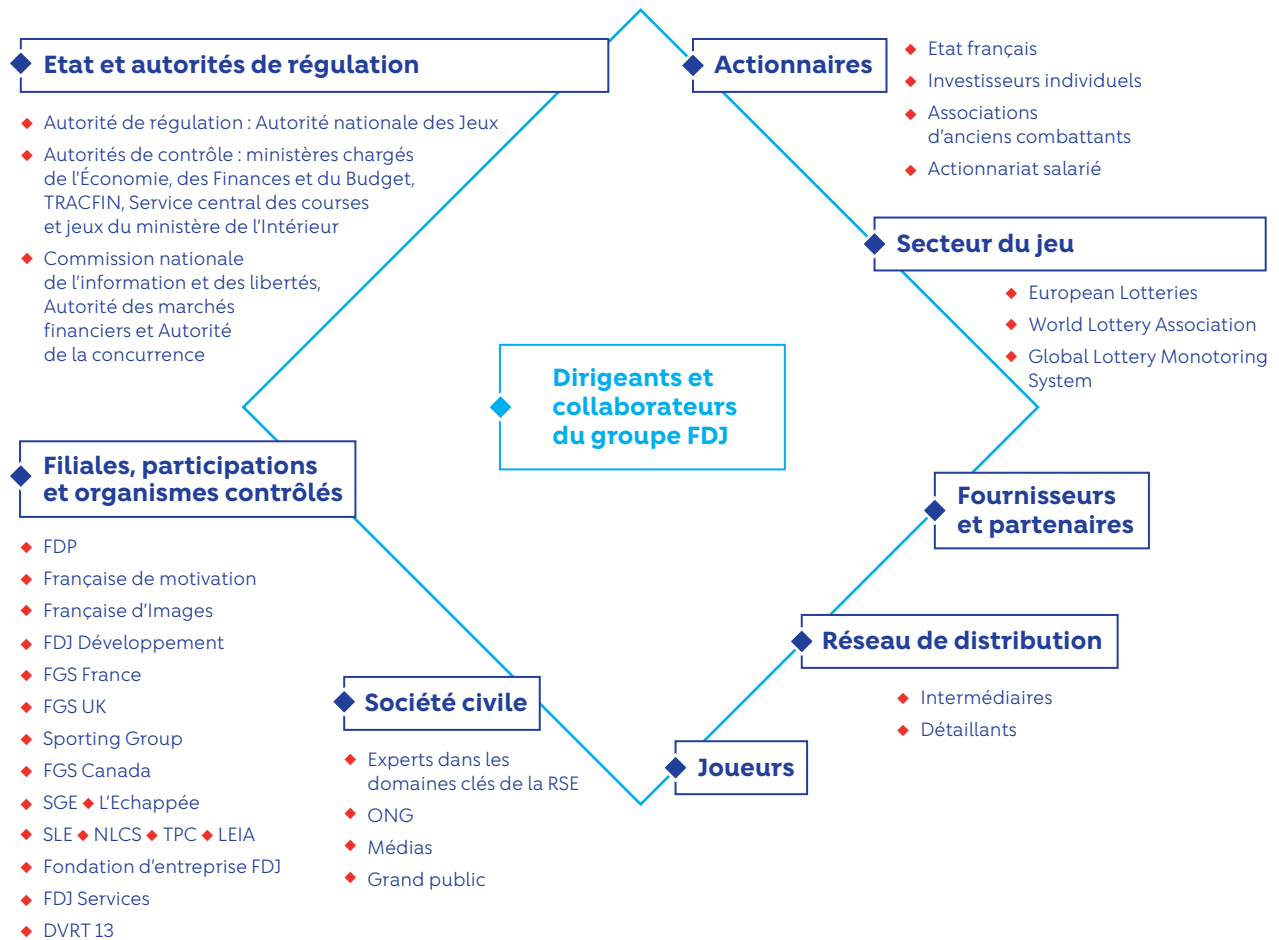 Etat et autorités de régulation
Autorité de régulation : Autorité nationale des Jeux
Autorités de contrôle : ministères chargés
de l'Économie, des Finances et du Budget,
TRACFIN, Service central des courses
et jeux du ministère de l'Intérieur
Commission nationale
de l'information et des libertés,
Autorité des marchés
financiers et Autorité
de la concurrence
Actionnaires
Etat français
Investisseurs individuels
Associations
d'anciens combattants
Actionnariat salarié
Secteur du jeu
European Lotteries
World Lottery Association
Global Lottery Monotoring
System
Dirigeants et
collaborateurs
du groupe FDJ
Filiales, participations
et organismes contrôlés
FDP
Française de motivation
Française d'Images
FDJ Développement
FGS France
FGS UK
Sporting Group
FGS Canada
SGE ◆ L'Echappée
SLE ◆ NLCS ◆ TPC ◆ LEIA
Fondation d'entreprise FDJ
FDJ Services
DVRT 13
Fournisseurs
et partenaires
Réseau de distribution
Intermédiaires
Détaillants
Société civile
Experts dans les
domaines clés de la RSE
ONG
Médias
Grand public
Joueurs